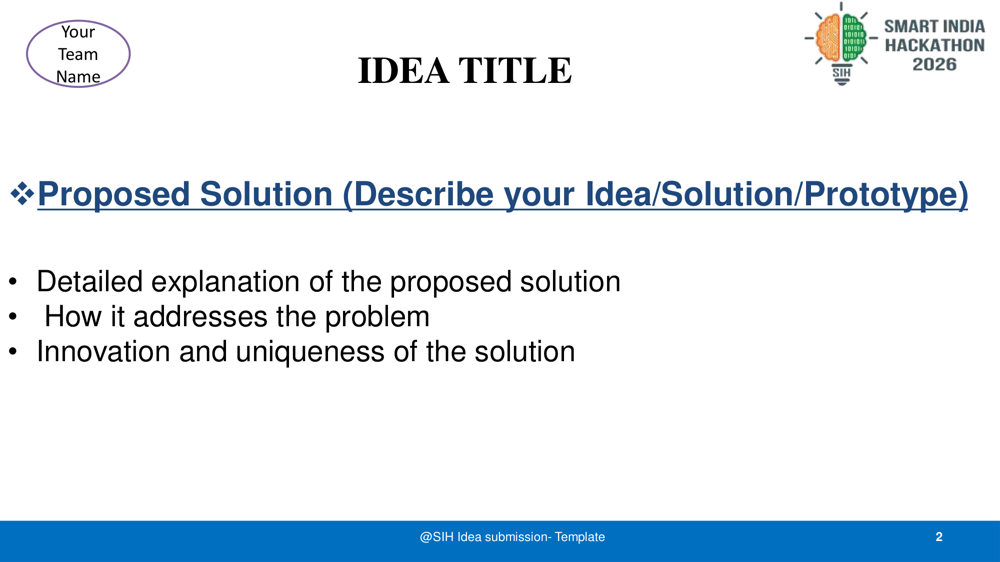 Your
Team
Name
IDEA TITLE
SMART INDIA
HACKATHON
2026
SIH
❖Proposed Solution (Describe your Idea/Solution/Prototype)
• Detailed explanation of the proposed solution
• How it addresses the problem
• Innovation and uniqueness of the solution
@SIH Idea submission- Template
2